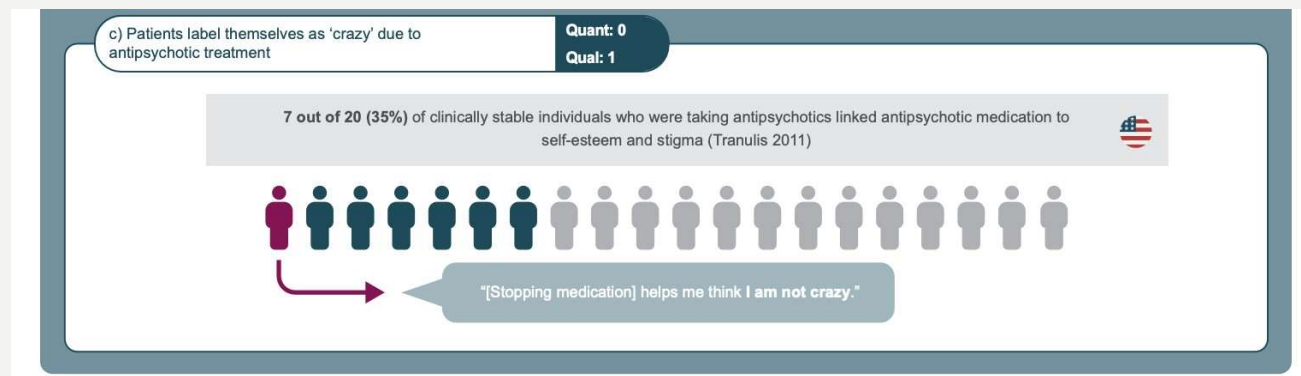 c) Patients label themselves as ‘crazy’ due to
antipsychotic treatment
Quant: 0
Qual: 1
7 out of 20 (35%) of clinically stable individuals who were taking antipsychotics linked antipsychotic medication to
self-esteem and stigma (Tranulis 2011)
“[Stopping medication] helps me think I am not crazy.”